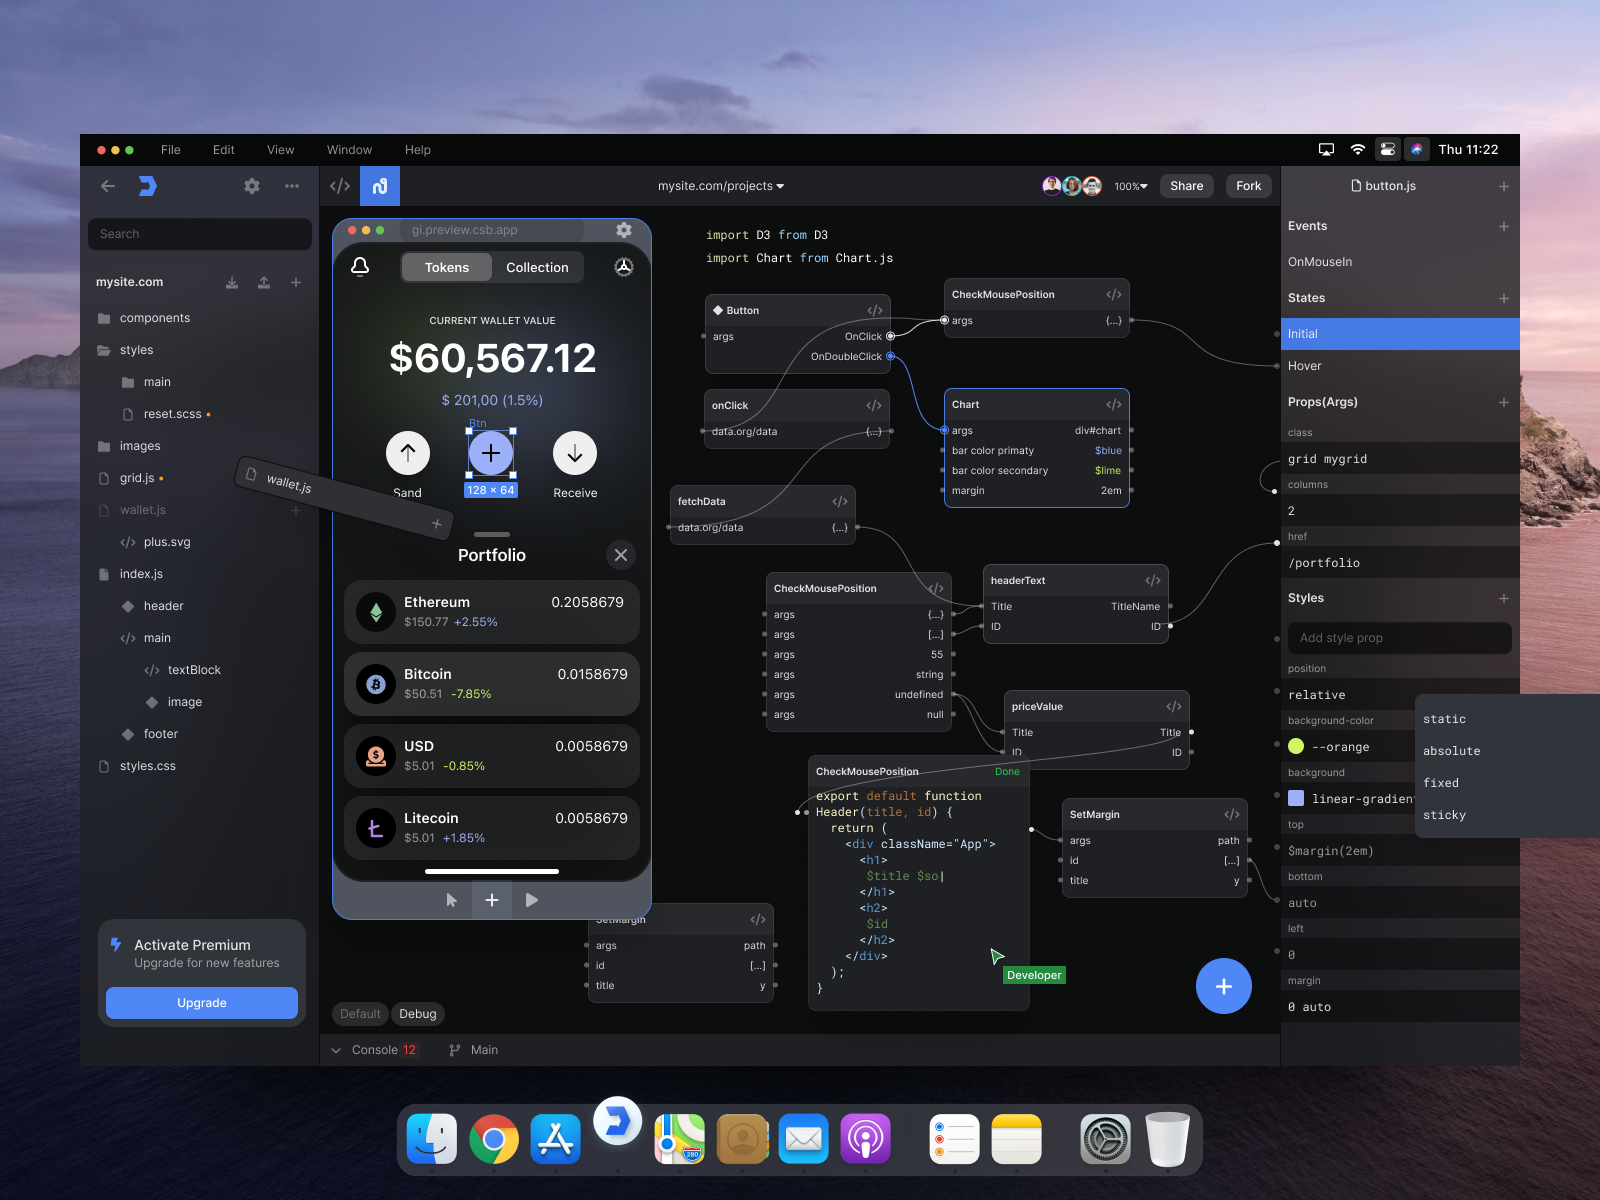 File Edit View Window Help
Thu 11:22
mysite.com/projects
100%
Share
Fork
button.js
Search
mysite.com
components
styles
main
reset.scss
images
grid.js
wallet.js
plus.svg
index.js
header
main
textBlock
image
footer
styles.css
Activate Premium
Upgrade for new features
Upgrade
wallet.js
gi.preview.csb.app
Tokens
Collection
CURRENT WALLET VALUE
$60,567.12
$ 201,00 (1.5%)
Btn
128 × 64
Sand
Receive
Portfolio
Ethereum 0.2058679
$150.77 +2.55%
Bitcoin 0.0158679
$50.51 -7.85%
USD 0.0058679
$5.01 -0.85%
Litecoin 0.0058679
$5.01 +1.85%
import D3 from D3
import Chart from Chart.js
Button </>
args OnClick
OnDoubleClick
CheckMousePosition </>
args {...}
onClick </>
data.org/data {...}
Chart </>
args div#chart
bar color primaty $blue
bar color secondary $lime
margin 2em
fetchData </>
data.org/data {...}
CheckMousePosition </>
args {...}
args [...]
args 55
args string
args undefined
args null
headerText </>
Title TitleName
ID ID
priceValue </>
Title Title
ID ID
CheckMousePosition Done
export default function
Header(title, id) {
return (
<div className="App">
<h1>
$title $so|
</h1>
<h2>
$id
</h2>
</div>
);
}
Developer
SetMargin </>
args path
id [...]
title y
SetMargin </>
args path
id [...]
title y
Default
Debug
Console 12
Main
Events
OnMouseIn
States
Initial
Hover
Props(Args)
class
grid mygrid
columns
2
href
/portfolio
Styles
Add style prop
position
relative
background-color
--orange
background
linear-gradien
top
$margin(2em)
bottom
auto
left
0
margin
0 auto
static
absolute
fixed
sticky
280